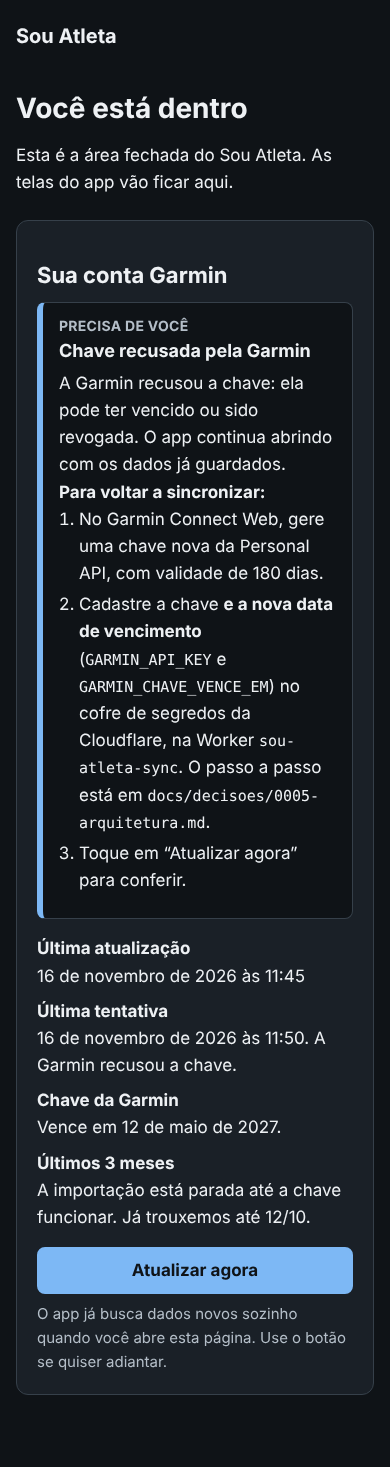 Sou Atleta
Você está dentro
Esta é a área fechada do Sou Atleta. As
telas do app vão ficar aqui.
Sua conta Garmin
PRECISA DE VOCÊ
Chave recusada pela Garmin
A Garmin recusou a chave: ela
pode ter vencido ou sido
revogada. O app continua abrindo
com os dados já guardados.
Para voltar a sincronizar:
1. No Garmin Connect Web, gere
uma chave nova da Personal
API, com validade de 180 dias.
2. Cadastre a chave e a nova data
de vencimento
(GARMIN_API_KEY e
GARMIN_CHAVE_VENCE_EM) no
cofre de segredos da
Cloudflare, na Worker sou-
atleta-sync. O passo a passo
está em docs/decisoes/0005-
arquitetura.md.
3. Toque em “Atualizar agora”
para conferir.
Última atualização
16 de novembro de 2026 às 11:45
Última tentativa
16 de novembro de 2026 às 11:50. A
Garmin recusou a chave.
Chave da Garmin
Vence em 12 de maio de 2027.
Últimos 3 meses
A importação está parada até a chave
funcionar. Já trouxemos até 12/10.
Atualizar agora
O app já busca dados novos sozinho
quando você abre esta página. Use o botão
se quiser adiantar.